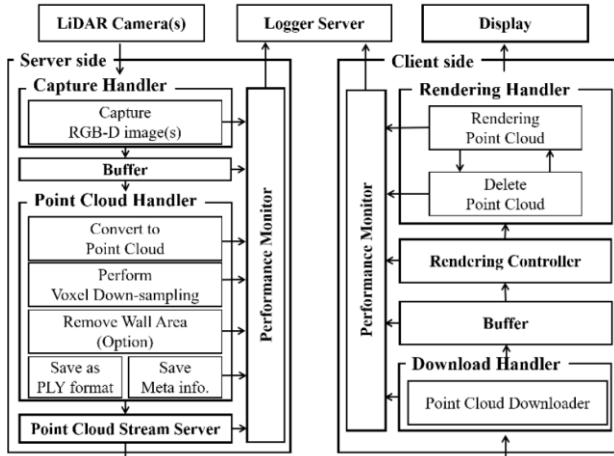 LiDAR Camera(s)
Logger Server
Display
Server side
Capture Handler
Capture
RGB-D image(s)
Buffer
Point Cloud Handler
Convert to
Point Cloud
Perform
Voxel Down-sampling
Remove Wall Area
(Option)
Save as
PLY format
Save
Meta info.
Point Cloud Stream Server
Performance Monitor
Client side
Performance Monitor
Rendering Handler
Rendering
Point Cloud
Delete
Point Cloud
Rendering Controller
Buffer
Download Handler
Point Cloud Downloader